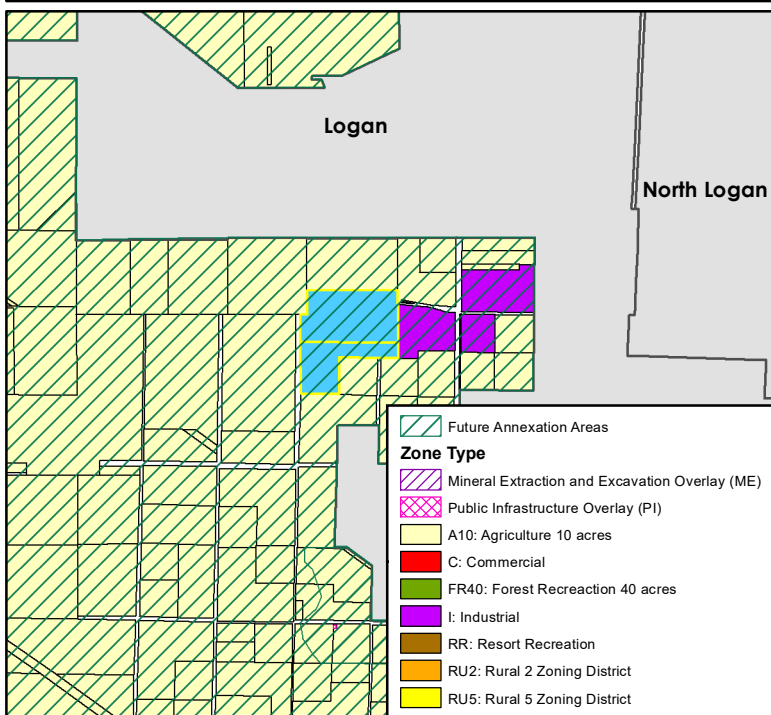 Logan
North Logan
Future Annexation Areas
Zone Type
Mineral Extraction and Excavation Overlay (ME)
Public Infrastructure Overlay (PI)
A10: Agriculture 10 acres
C: Commercial
FR40: Forest Recreaction 40 acres
I: Industrial
RR: Resort Recreation
RU2: Rural 2 Zoning District
RU5: Rural 5 Zoning District